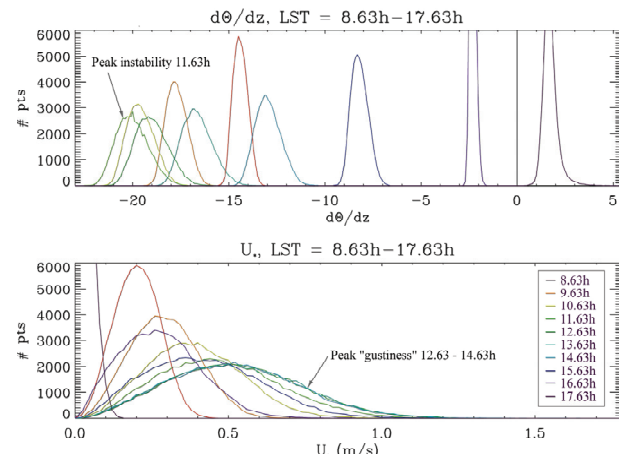 dΘ/dz, LST = 8.63h−17.63h
6000
5000
4000
3000
2000
1000
0
# pts
Peak instability 11.63h
−20
−15
−10
−5
0
5
dΘ/dz
U*, LST = 8.63h−17.63h
6000
5000
4000
3000
2000
1000
0
# pts
Peak "gustiness" 12.63 - 14.63h
8.63h
9.63h
10.63h
11.63h
12.63h
13.63h
14.63h
15.63h
16.63h
17.63h
0.0
0.5
1.0
1.5
U (m/s)